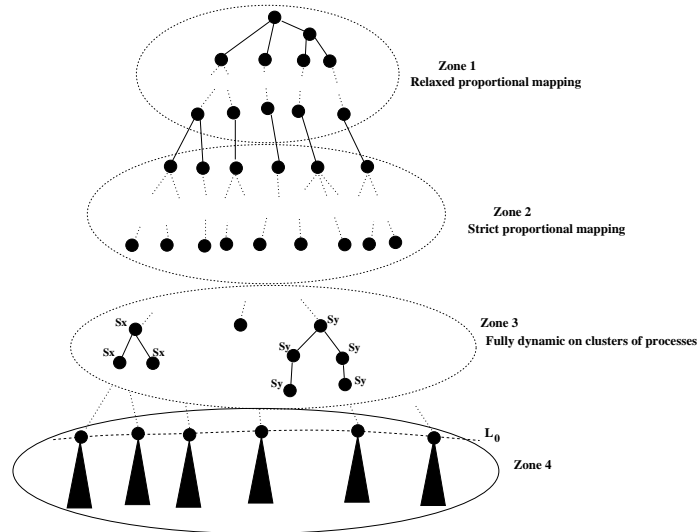 Zone 1
Relaxed proportional mapping
Zone 2
Strict proportional mapping
Zone 3
Fully dynamic on clusters of processes
Sx
Sx
Sx
Sy
Sy
Sy
Sy
Sy
L0
Zone 4